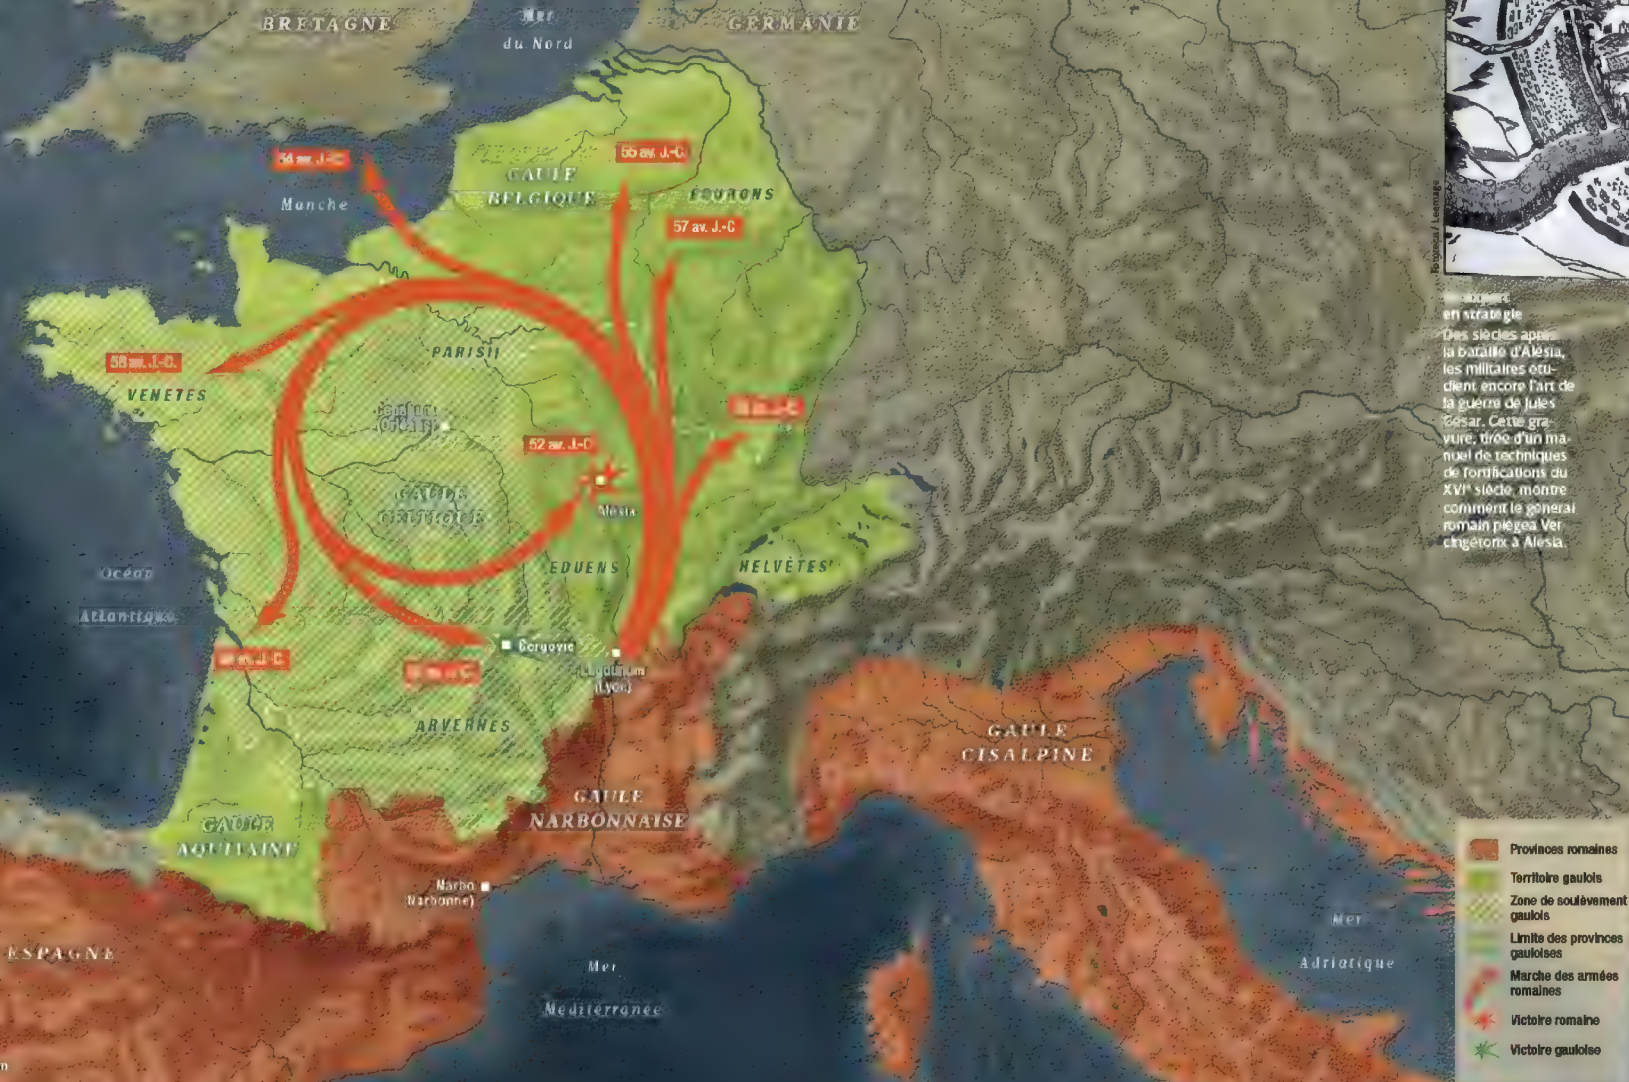 BRETAGNE
Mer
du Nord
GERMANIE
54 av. J.-C.
55 av. J.-C.
Manche
GAULE
BELGIQUE
ÉBURONS
57 av. J.-C
PARISII
56 av. J.-C.
VENETES
52 av. J.-C
GAULE
CELTIQUE
Alésia
EDUENS
HELVÈTES
Océan
Atlantique
Gergovie
Lugdunum
(Lyon)
ARVERNES
GAULE
CISALPINE
GAULE
NARBONNAISE
GAULE
AQUITAINE
Narbo
(Narbonne)
ESPAGNE
Mer
Méditerranée
Mer
Adriatique
Fotogreca / Leemage
en stratégie
Des siècles après
la bataille d'Alésia,
les militaires étu-
dient encore l'art de
la guerre de Jules
César. Cette gra-
vure, tirée d'un ma-
nuel de techniques
de fortifications du
XVIe siècle, montre
comment le général
romain piégea Ver
cingétorix à Alésia.
Provinces romaines
Territoire gaulois
Zone de soulèvement
gaulois
Limite des provinces
gauloises
Marche des armées
romaines
Victoire romaine
Victoire gauloise